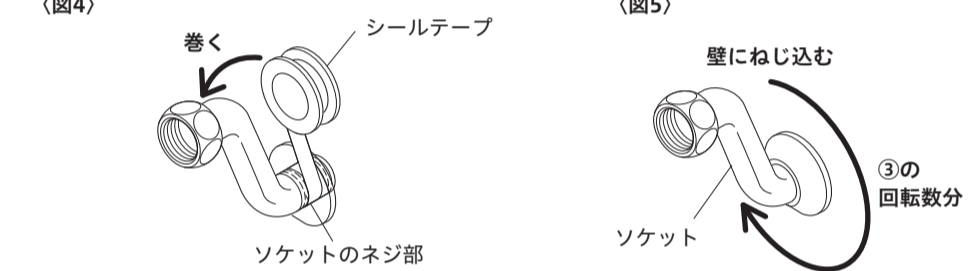 〈図4〉
シールテープ
巻く
ソケットのネジ部
〈図5〉
壁にねじ込む
③の
回転数分
ソケット